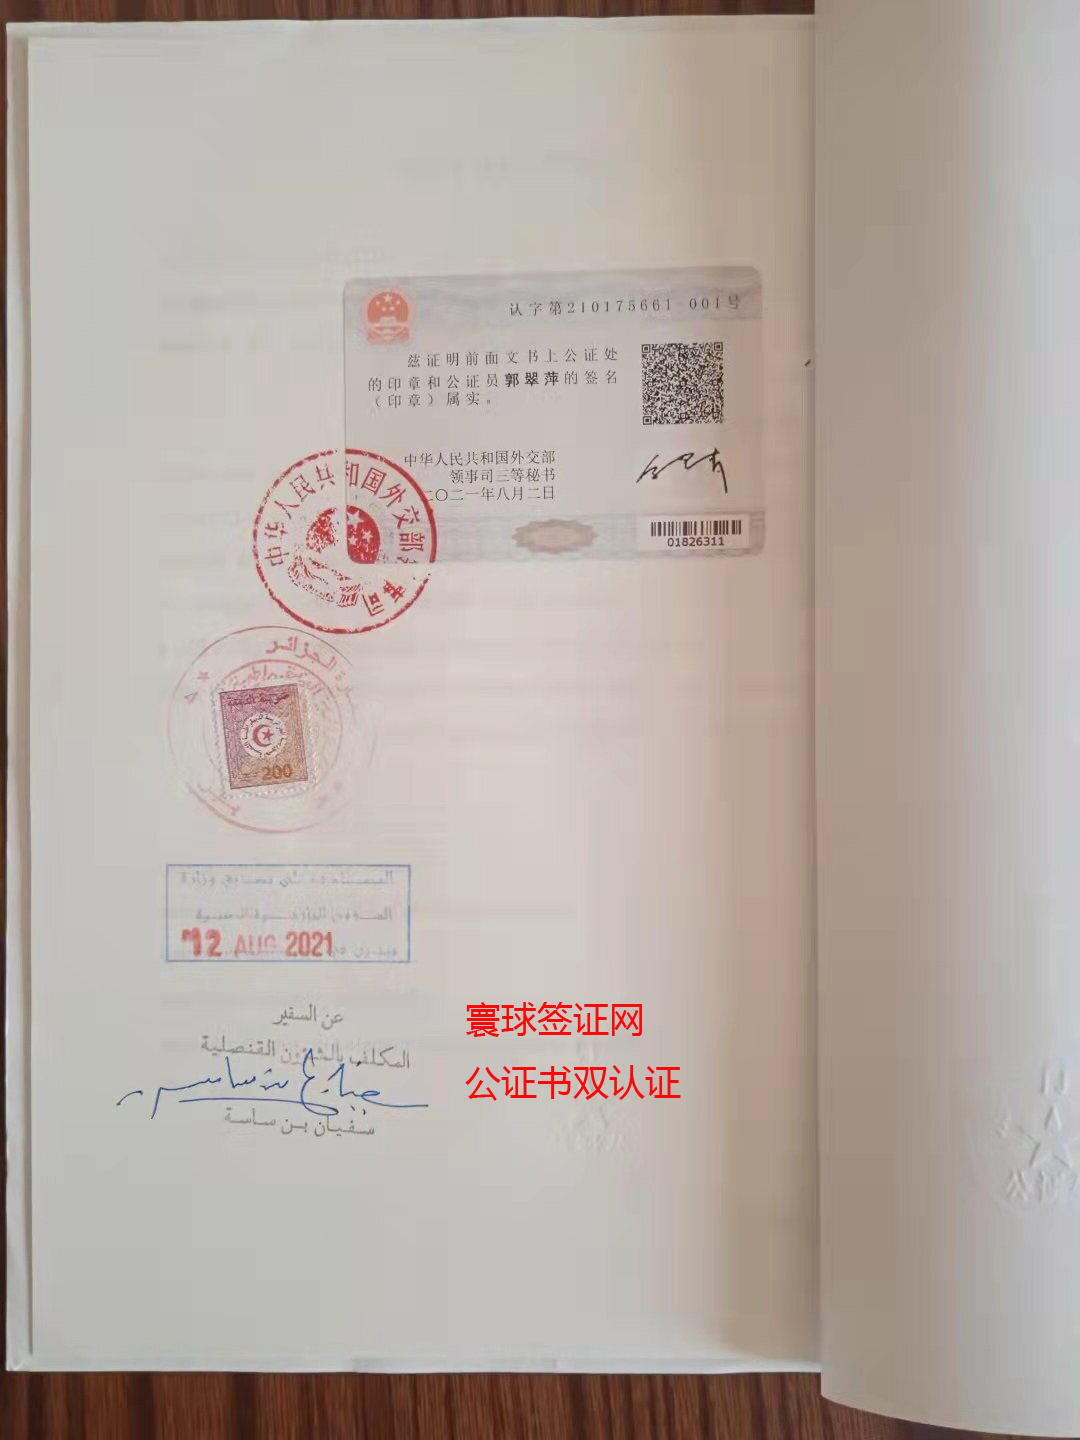 认字第210175661-001号
兹证明前面文书上公证处
的印章和公证员郭翠萍的签名
（印章）属实。
中华人民共和国外交部
领事司三等秘书
二〇二一年八月二日
01826311
中华人民共和国外交部
司
الجزائر
200
وزارة
12 AUG 2021
عن السفير
المكلف بالشؤون القنصلية
سفيان بن ساسة
寰球签证网
公证书双认证